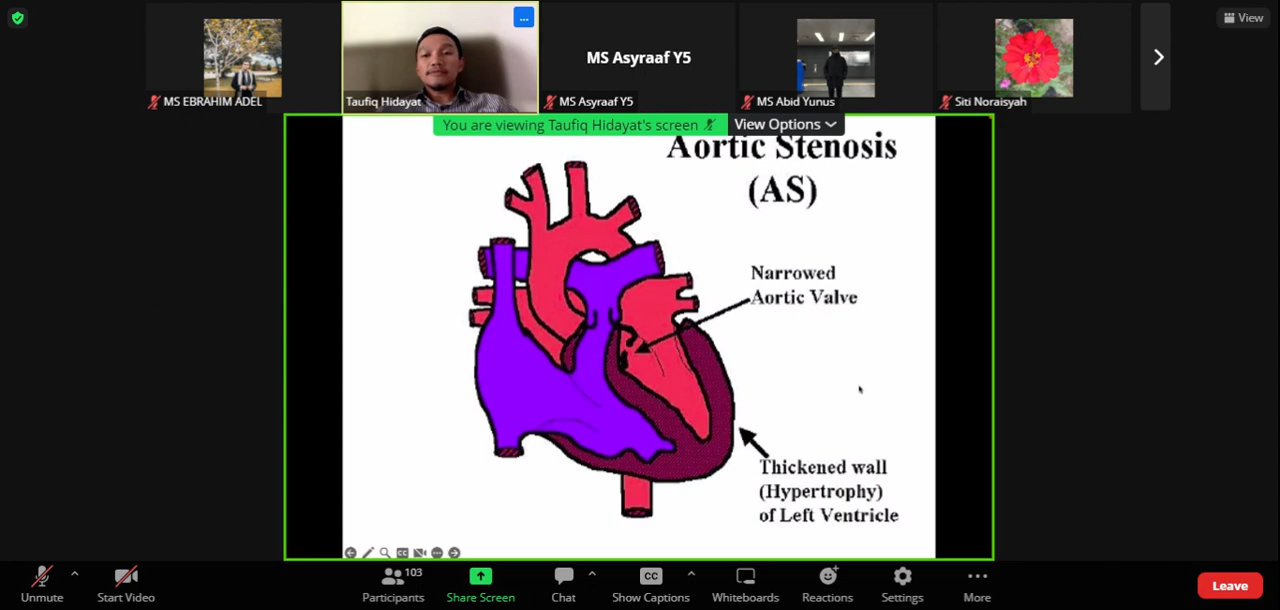 View
MS EBRAHIM ADEL
...
Taufiq Hidayat
MS Asyraaf Y5
MS Asyraaf Y5
MS Abid Yunus
Siti Noraisyah
You are viewing Taufiq Hidayat's screen
View Options
Aortic Stenosis
(AS)
Narrowed
Aortic Valve
Thickened wall
(Hypertrophy)
of Left Ventricle
CC
Unmute
Start Video
103
Participants
Share Screen
Chat
CC
Show Captions
Whiteboards
Reactions
Settings
More
Leave